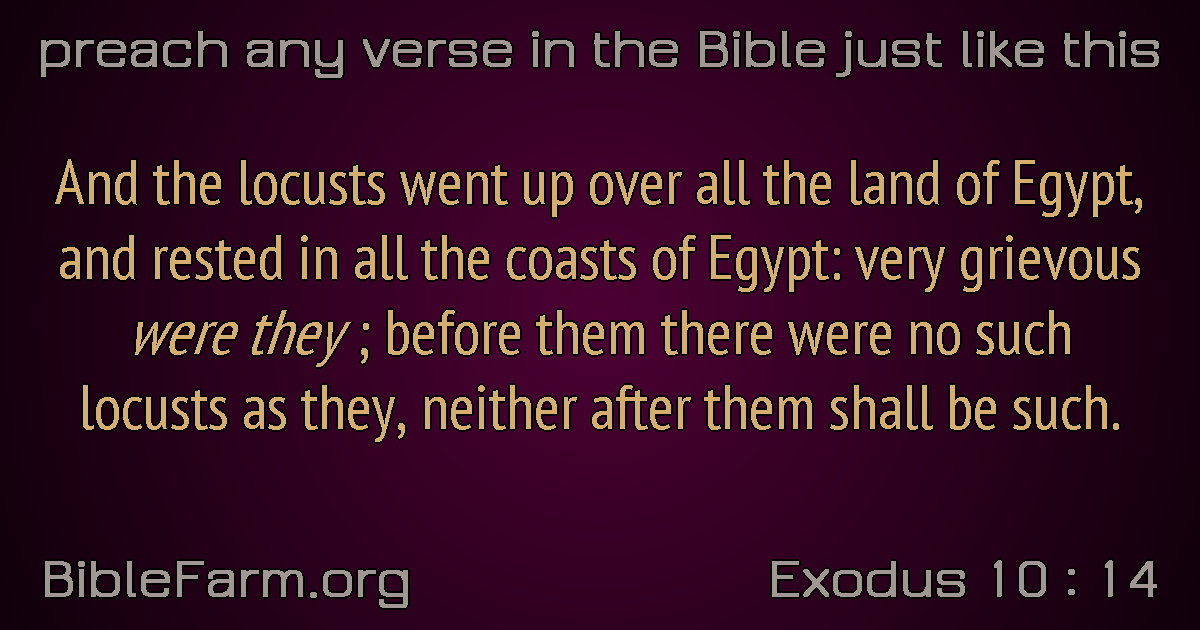 preach any verse in the Bible just like this
And the locusts went up over all the land of Egypt,
and rested in all the coasts of Egypt: very grievous
were they ; before them there were no such
locusts as they, neither after them shall be such.
BibleFarm.org
Exodus 10 : 14